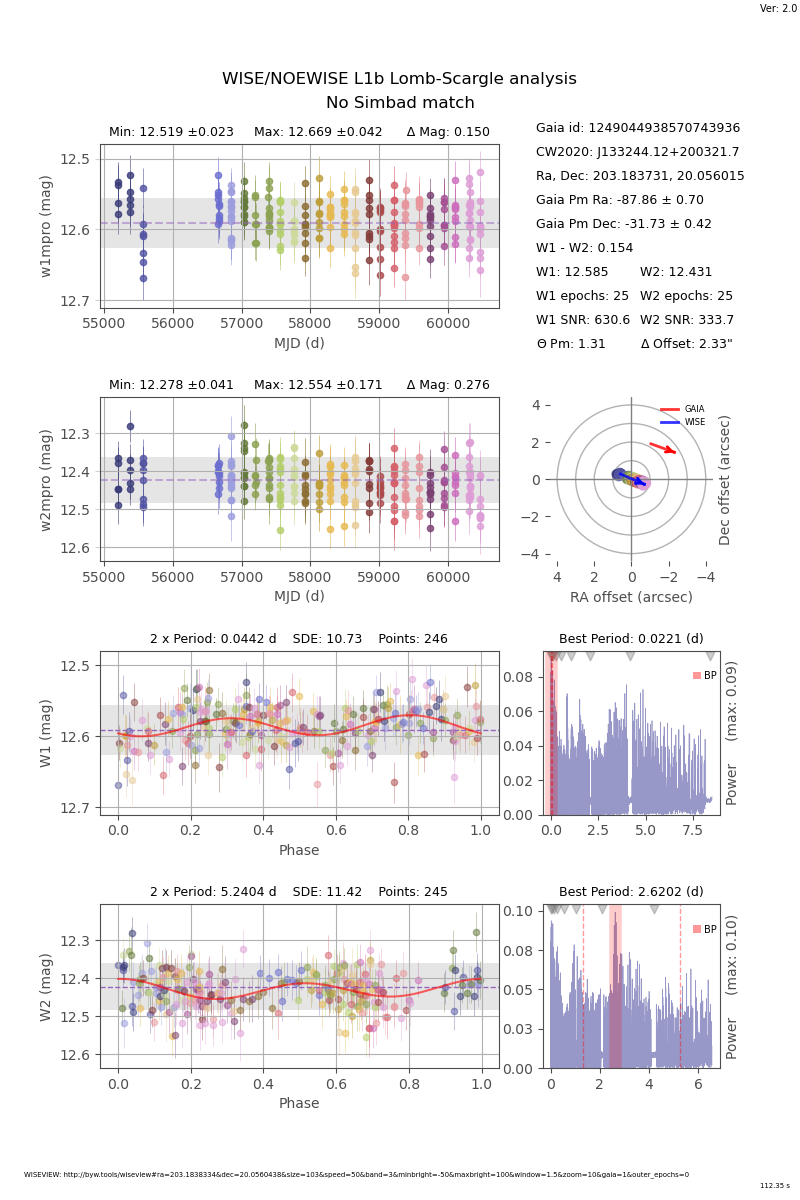 Ver: 2.0
WISE/NOEWISE L1b Lomb-Scargle analysis
No Simbad match
Min: 12.519 ±0.023 Max: 12.669 ±0.042 Δ Mag: 0.150
12.5
12.6
12.7
w1mpro (mag)
55000 56000 57000 58000 59000 60000
MJD (d)
Gaia id: 1249044938570743936
CW2020: J133244.12+200321.7
Ra, Dec: 203.183731, 20.056015
Gaia Pm Ra: -87.86 ± 0.70
Gaia Pm Dec: -31.73 ± 0.42
W1 - W2: 0.154
W1: 12.585 W2: 12.431
W1 epochs: 25 W2 epochs: 25
W1 SNR: 630.6 W2 SNR: 333.7
Θ Pm: 1.31 Δ Offset: 2.33"
Min: 12.278 ±0.041 Max: 12.554 ±0.171 Δ Mag: 0.276
12.3
12.4
12.5
12.6
w2mpro (mag)
55000 56000 57000 58000 59000 60000
MJD (d)
GAIA
WISE
4
2
0
−2
−4
Dec offset (arcsec)
4 2 0 −2 −4
RA offset (arcsec)
2 x Period: 0.0442 d SDE: 10.73 Points: 246
12.5
12.6
12.7
W1 (mag)
0.0 0.2 0.4 0.6 0.8 1.0
Phase
Best Period: 0.0221 (d)
BP
0.08
0.06
0.04
0.02
0.00
Power (max: 0.09)
0.0 2.5 5.0 7.5
2 x Period: 5.2404 d SDE: 11.42 Points: 245
12.3
12.4
12.5
12.6
W2 (mag)
0.0 0.2 0.4 0.6 0.8 1.0
Phase
Best Period: 2.6202 (d)
BP
0.10
0.08
0.05
0.03
0.00
Power (max: 0.10)
0 2 4 6
WISEVIEW: http://byw.tools/wiseview#ra=203.1838334&dec=20.0560438&size=103&speed=50&band=3&minbright=-50&maxbright=100&window=1.5&zoom=10&gaia=1&outer_epochs=0
112.35 s